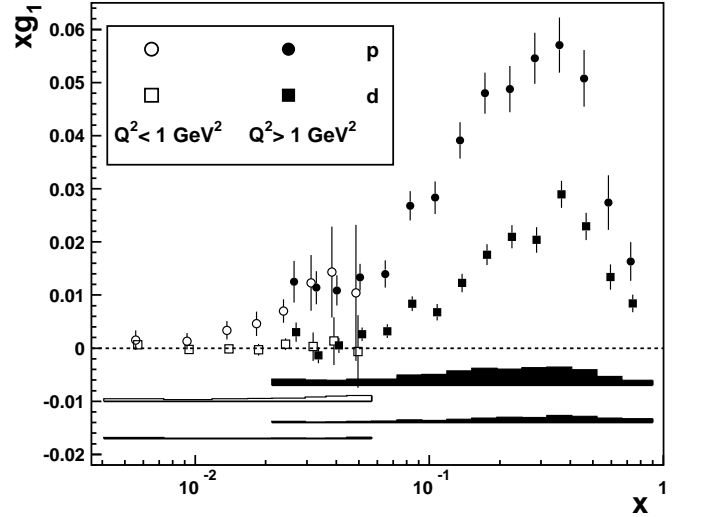 xg₁
0.06
0.05
0.04
0.03
0.02
0.01
0
-0.01
-0.02
p
d
Q² < 1 GeV²
Q² > 1 GeV²
10⁻²
10⁻¹
1
x